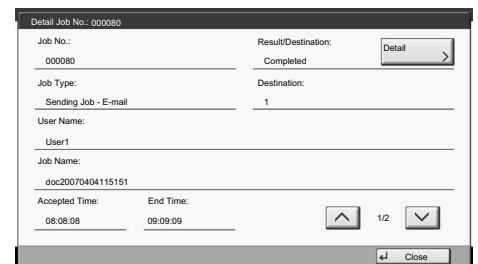 Detail Job No.: 000080
Job No.:
000080
Result/Destination:
Completed
Detail
Job Type:
Sending Job - E-mail
Destination:
1
User Name:
User1
Job Name:
doc20070404115151
Accepted Time:
08:08:08
End Time:
09:09:09
1/2
Close